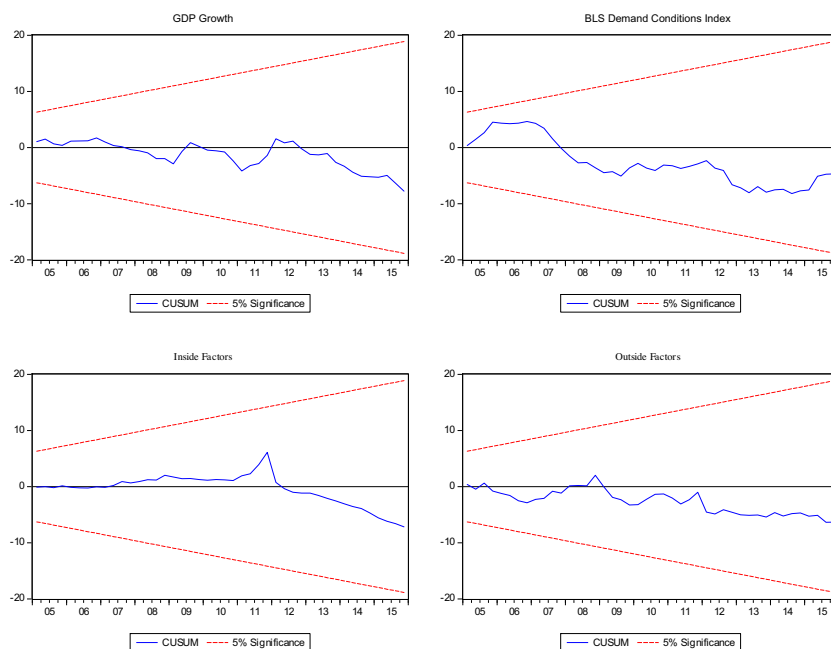 GDP Growth
20
10
0
-10
-20
05 06 07 08 09 10 11 12 13 14 15
CUSUM 5% Significance
BLS Demand Conditions Index
20
10
0
-10
-20
05 06 07 08 09 10 11 12 13 14 15
CUSUM 5% Significance
Inside Factors
20
10
0
-10
-20
05 06 07 08 09 10 11 12 13 14 15
CUSUM 5% Significance
Outside Factors
20
10
0
-10
-20
05 06 07 08 09 10 11 12 13 14 15
CUSUM 5% Significance